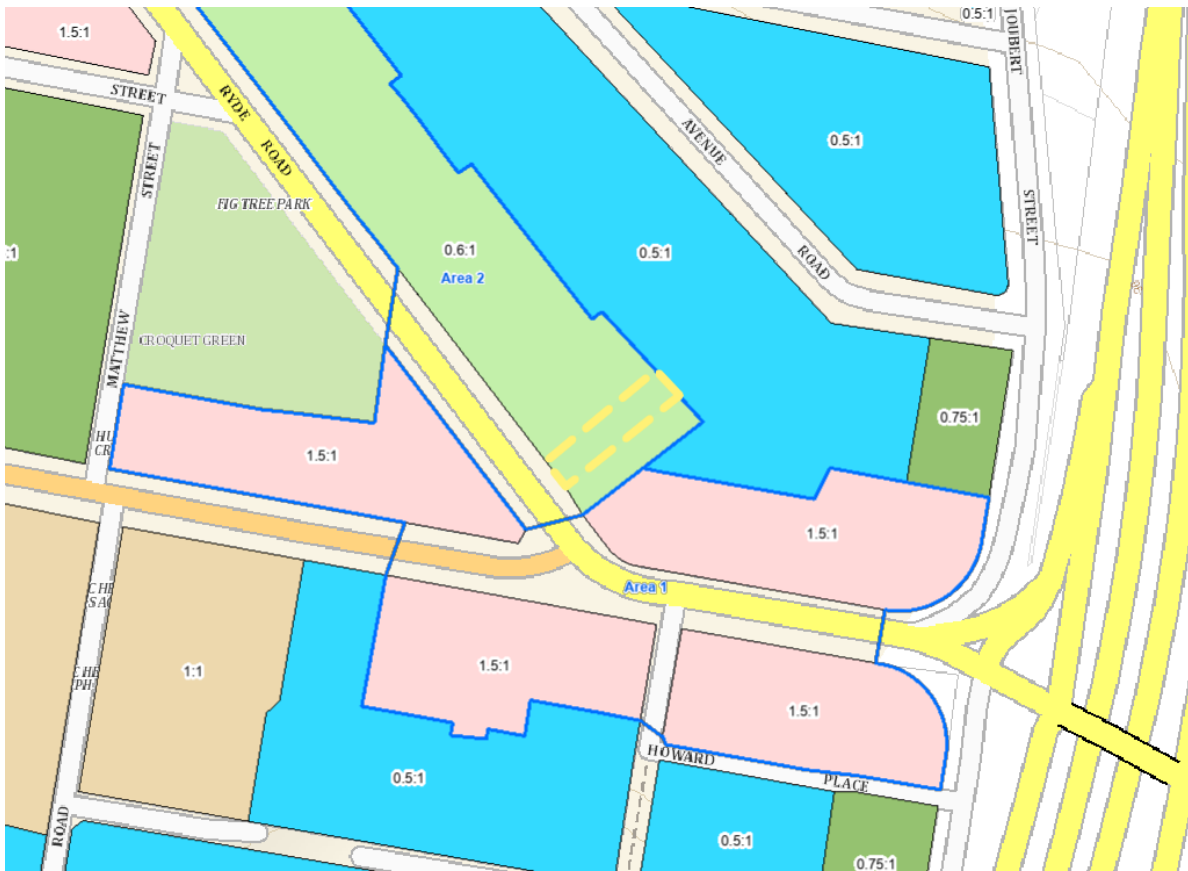 0.5:1
JOUBERT
1.5:1
STREET
RYDE
ROAD
AVENUE
0.5:1
STREET
FIG TREE PARK
STREET
0.6:1
Area 2
0.5:1
:1
ROAD
CROQUET GREEN
MATTHEW
0.75:1
1.5:1
1.5:1
Area 1
1.5:1
1:1
1.5:1
HOWARD
PLACE
0.5:1
ROAD
0.5:1
0.75:1